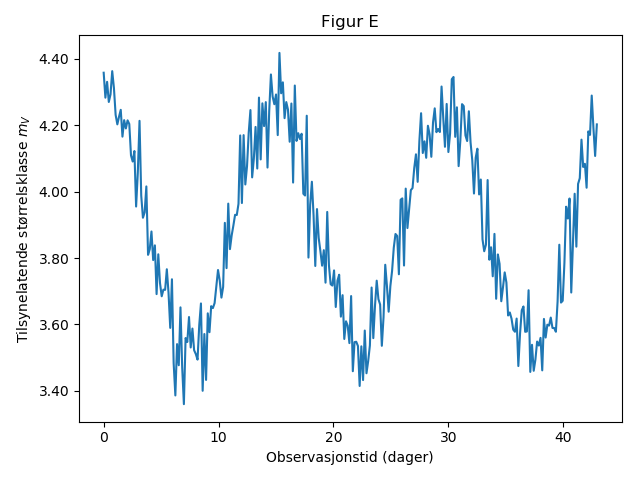 Figur E
Tilsynelatende størrelsklasse $m_V$
4.40
4.20
4.00
3.80
3.60
3.40
0 10 20 30 40
Observasjonstid (dager)